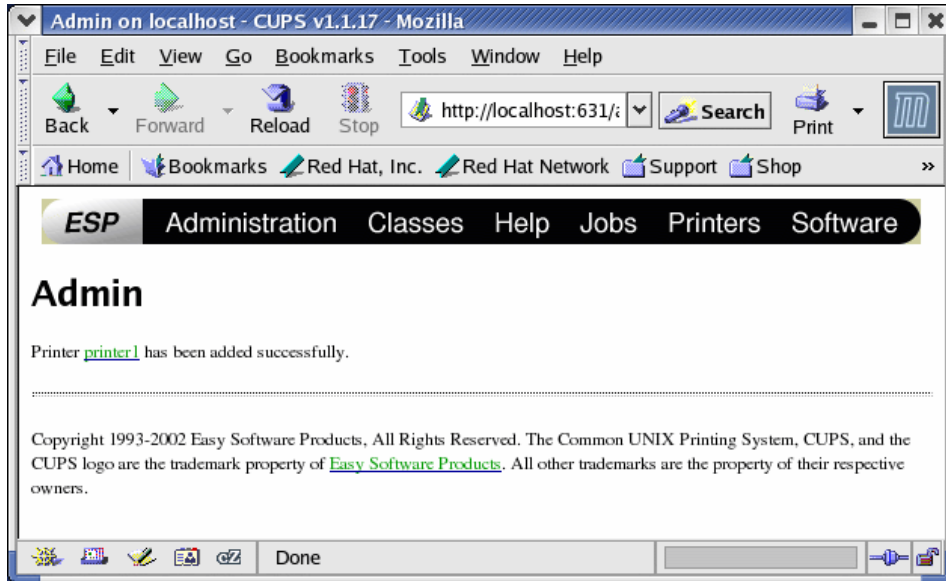 Admin on localhost - CUPS v1.1.17 - Mozilla
File Edit View Go Bookmarks Tools Window Help
Back Forward Reload Stop http://localhost:631/a Search Print
Home Bookmarks Red Hat, Inc. Red Hat Network Support Shop »
ESP Administration Classes Help Jobs Printers Software
Admin
Printer printer1 has been added successfully.
Copyright 1993-2002 Easy Software Products, All Rights Reserved. The Common UNIX Printing System, CUPS, and the
CUPS logo are the trademark property of Easy Software Products. All other trademarks are the property of their respective
owners.
Done